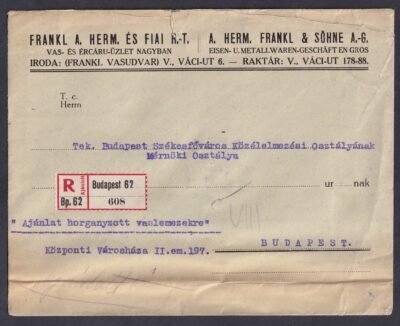 FRANKL A. HERM. ÉS FIAI R.-T.
VAS- ÉS ÉRCÁRU-ÜZLET NAGYBAN
A. HERM. FRANKL & SÖHNE A.-G.
EISEN- U. METALLWAREN-GESCHÄFT EN GROS
IRODA: (FRANKL VASUDVAR) V., VÁCI-UT 6. — RAKTÁR: V., VÁCI-UT 178-88.
T. c.
Herrn
Tek. Budapest Székesfőváros Közélelmezési Osztályának
Mérnöki Osztálya
R Ajánlott Budapest 62
Bp. 62 608
ur nak
VIII
"Ajánlat horganyzott vaslemezekre"
BUDAPEST.
Központi Városháza II.em.197.